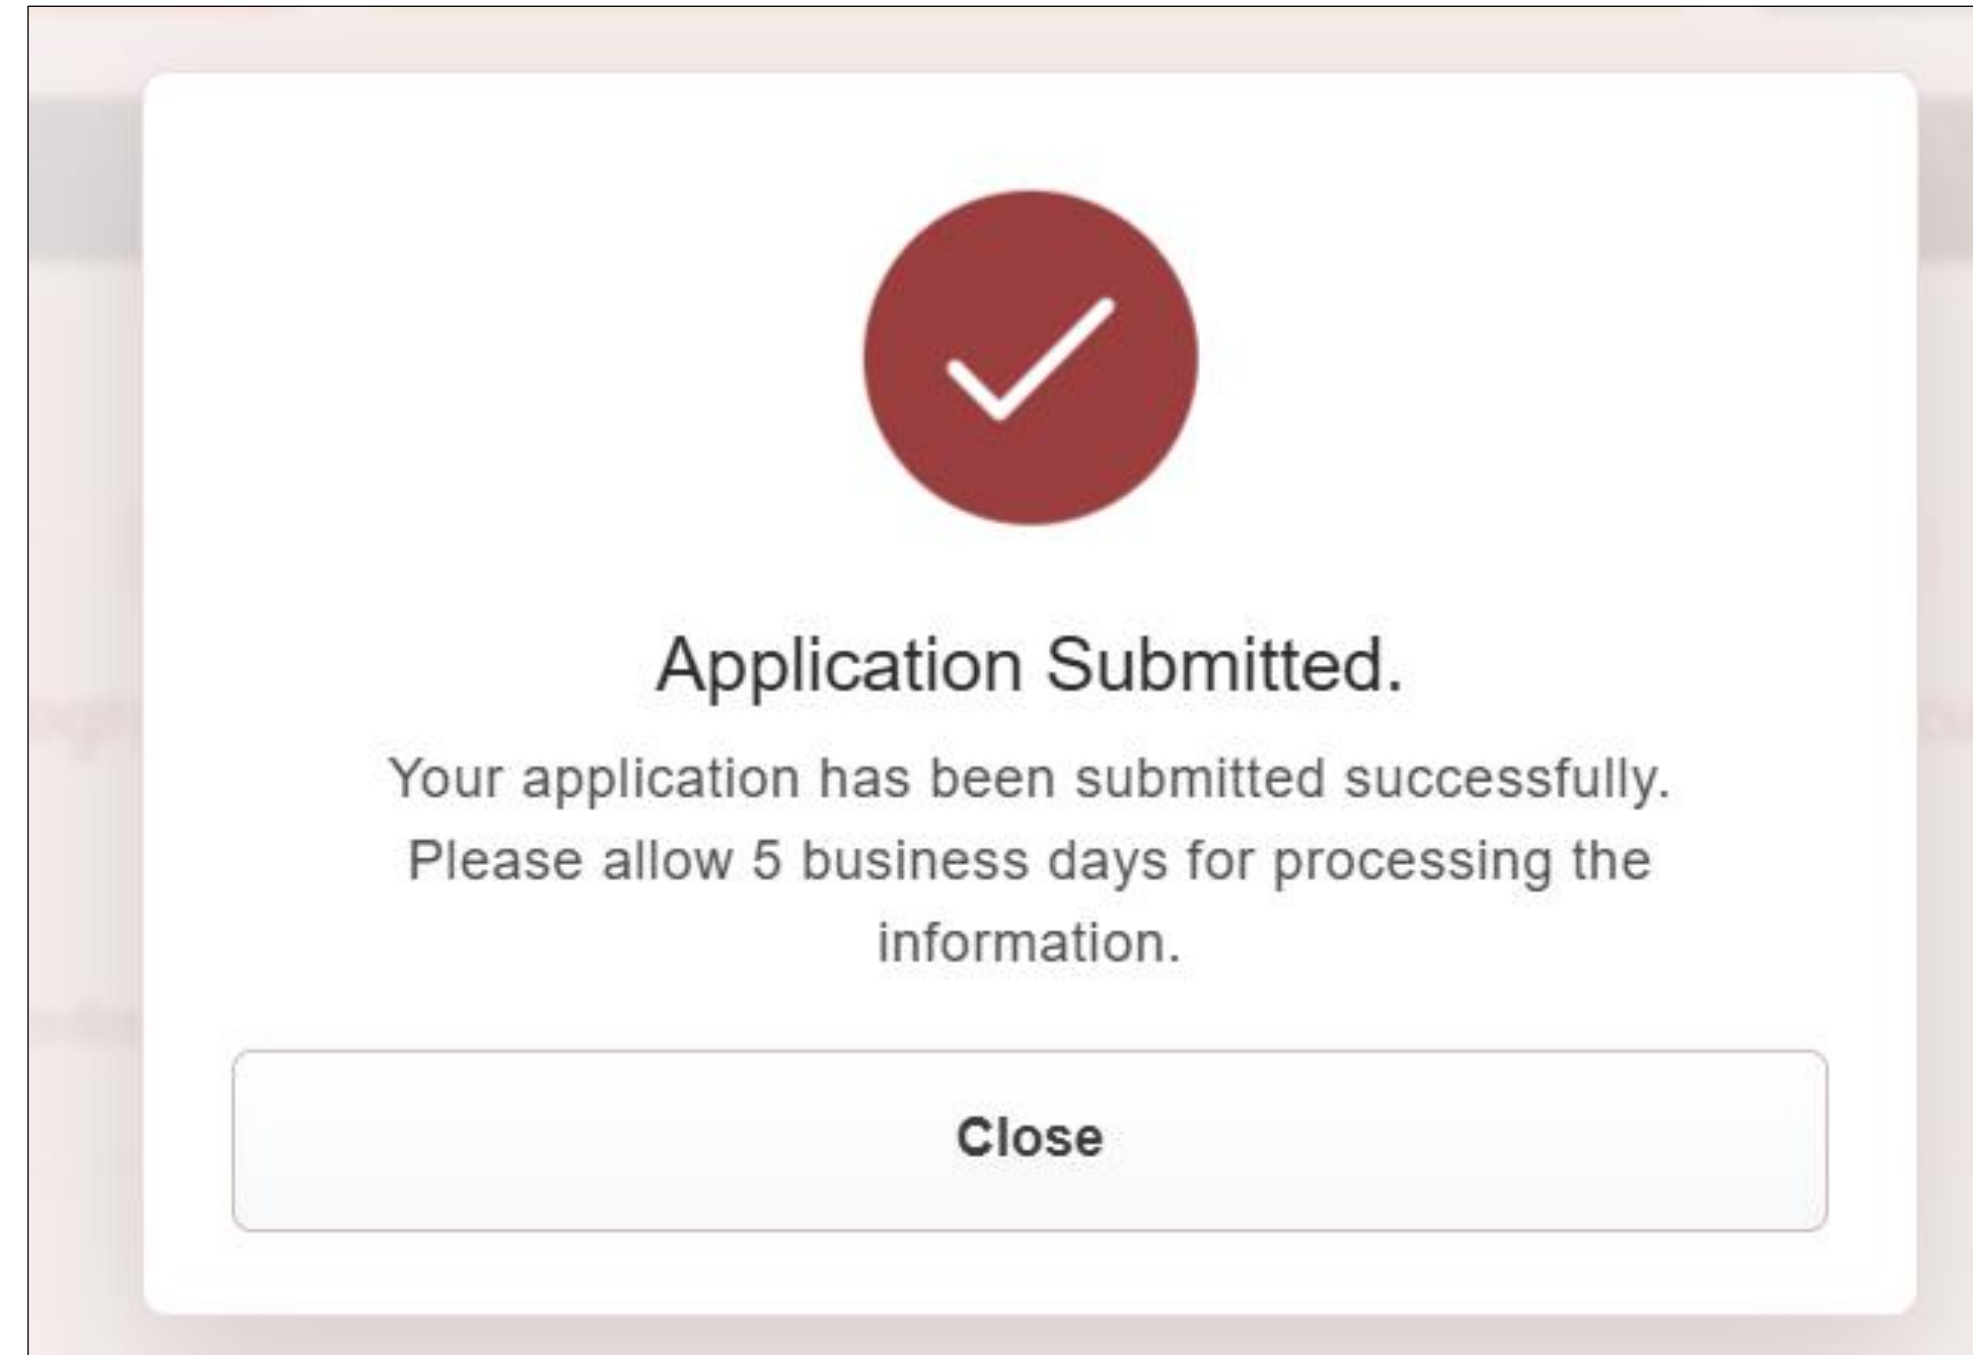 Application Submitted.
Your application has been submitted successfully.
Please allow 5 business days for processing the
information.
Close